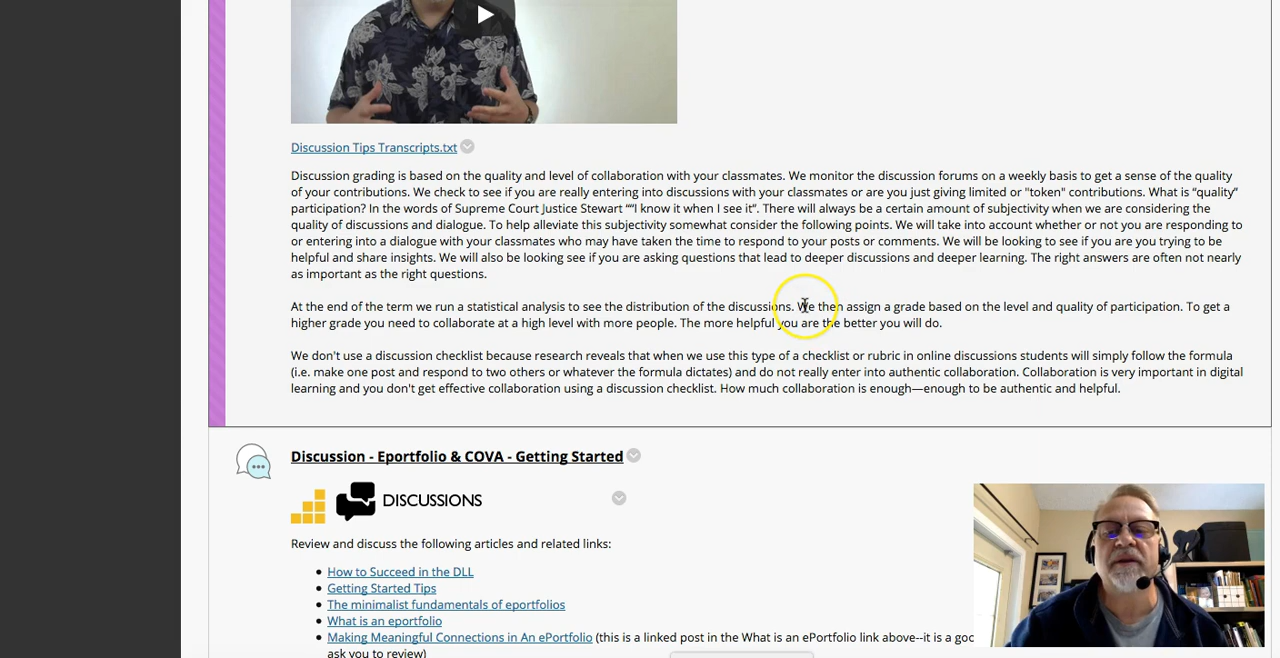 Discussion Tips Transcripts.txt
Discussion grading is based on the quality and level of collaboration with your classmates. We monitor the discussion forums on a weekly basis to get a sense of the quality
of your contributions. We check to see if you are really entering into discussions with your classmates or are you just giving limited or "token" contributions. What is “quality”
participation? In the words of Supreme Court Justice Stewart ““I know it when I see it”. There will always be a certain amount of subjectivity when we are considering the
quality of discussions and dialogue. To help alleviate this subjectivity somewhat consider the following points. We will take into account whether or not you are responding to
or entering into a dialogue with your classmates who may have taken the time to respond to your posts or comments. We will be looking to see if you are you trying to be
helpful and share insights. We will also be looking see if you are asking questions that lead to deeper discussions and deeper learning. The right answers are often not nearly
as important as the right questions.
At the end of the term we run a statistical analysis to see the distribution of the discussions. We then assign a grade based on the level and quality of participation. To get a
higher grade you need to collaborate at a high level with more people. The more helpful you are the better you will do.
We don't use a discussion checklist because research reveals that when we use this type of a checklist or rubric in online discussions students will simply follow the formula
(i.e. make one post and respond to two others or whatever the formula dictates) and do not really enter into authentic collaboration. Collaboration is very important in digital
learning and you don't get effective collaboration using a discussion checklist. How much collaboration is enough—enough to be authentic and helpful.
Discussion - Eportfolio & COVA - Getting Started
DISCUSSIONS
Review and discuss the following articles and related links:
How to Succeed in the DLL
Getting Started Tips
The minimalist fundamentals of eportfolios
What is an eportfolio
Making Meaningful Connections in An ePortfolio (this is a linked post in the What is an ePortfolio link above--it is a
ask you to review)